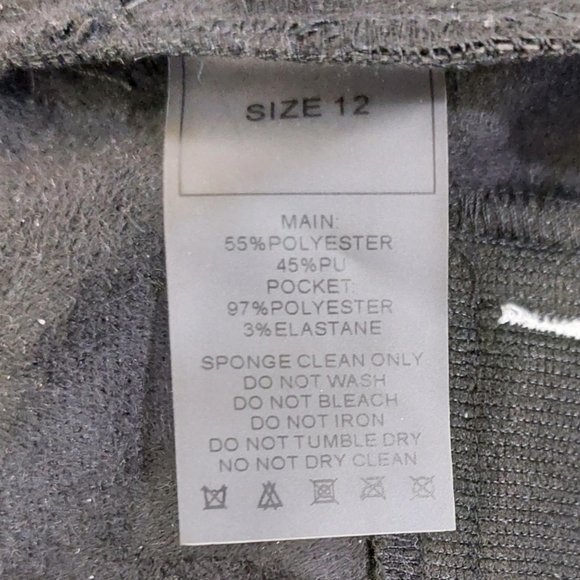 SIZE 12
MAIN:
55%POLYESTER
45%PU
POCKET:
97%POLYESTER
3%ELASTANE
SPONGE CLEAN ONLY
DO NOT WASH
DO NOT BLEACH
DO NOT IRON
DO NOT TUMBLE DRY
NO NOT DRY CLEAN